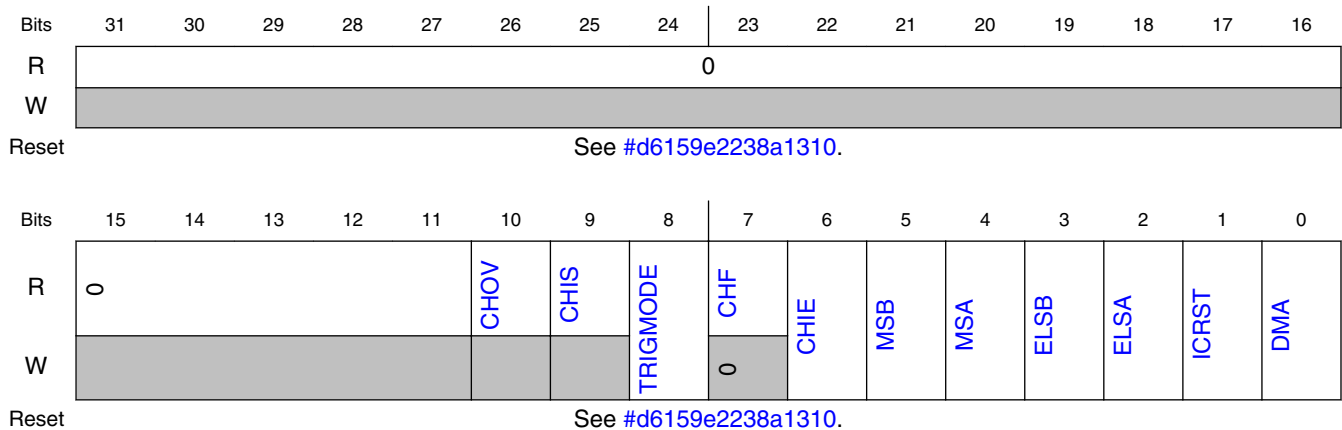 Bits 31 30 29 28 27 26 25 24 23 22 21 20 19 18 17 16
R 0
W
Reset See #d6159e2238a1310.
Bits 15 14 13 12 11 10 9 8 7 6 5 4 3 2 1 0
R 0 CHOV CHIS TRIGMODE CHF CHIE MSB MSA ELSB ELSA ICRST DMA
W 0
Reset See #d6159e2238a1310.